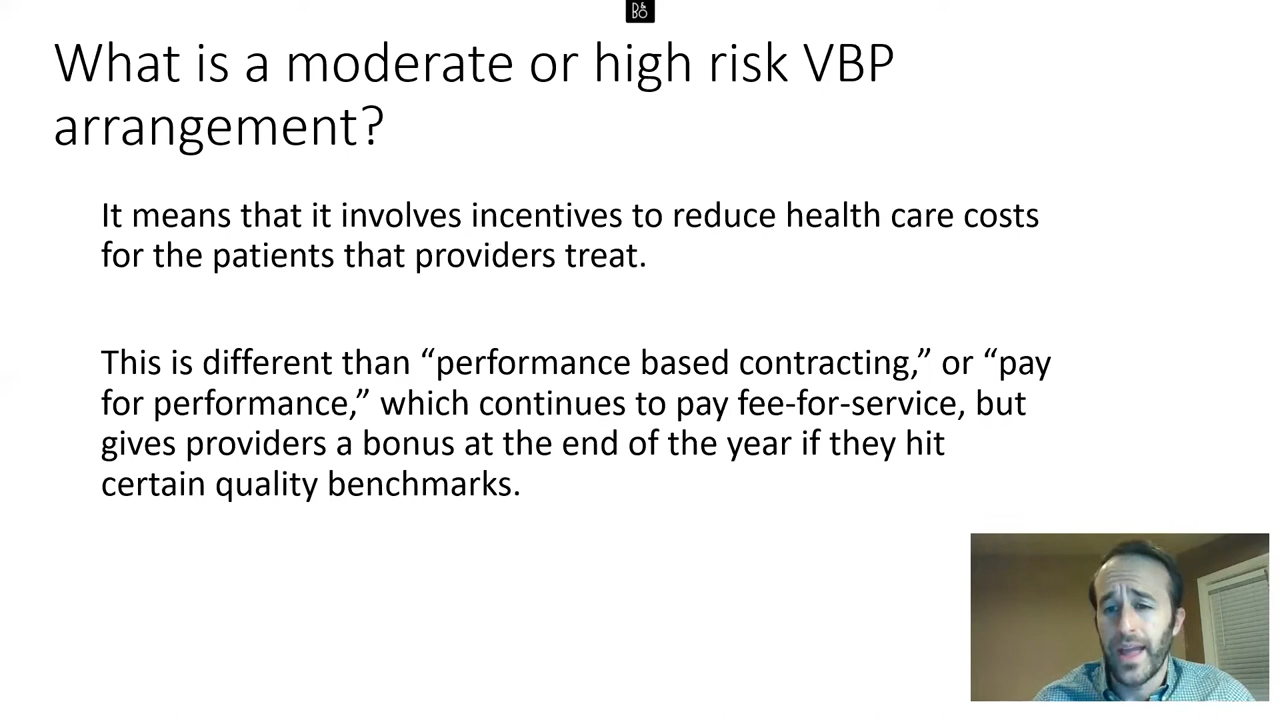 D&
BO
What is a moderate or high risk VBP
arrangement?
It means that it involves incentives to reduce health care costs
for the patients that providers treat.
This is different than “performance based contracting,” or “pay
for performance,” which continues to pay fee-for-service, but
gives providers a bonus at the end of the year if they hit
certain quality benchmarks.